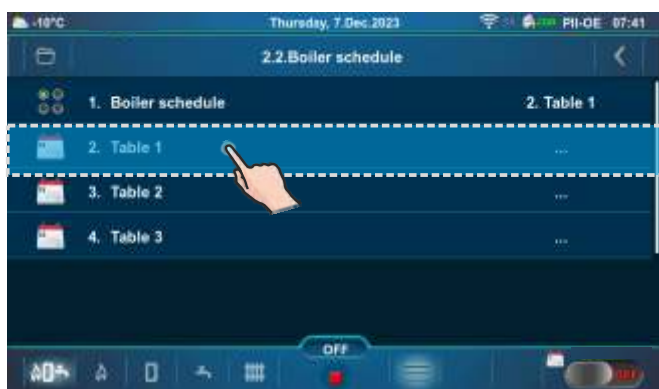 -10°C Thursday, 7.Dec.2023 PII-OE 07:41
2.2.Boiler schedule
1. Boiler schedule 2. Table 1
2. Table 1 ...
3. Table 2 ...
4. Table 3 ...
OFF
OFF